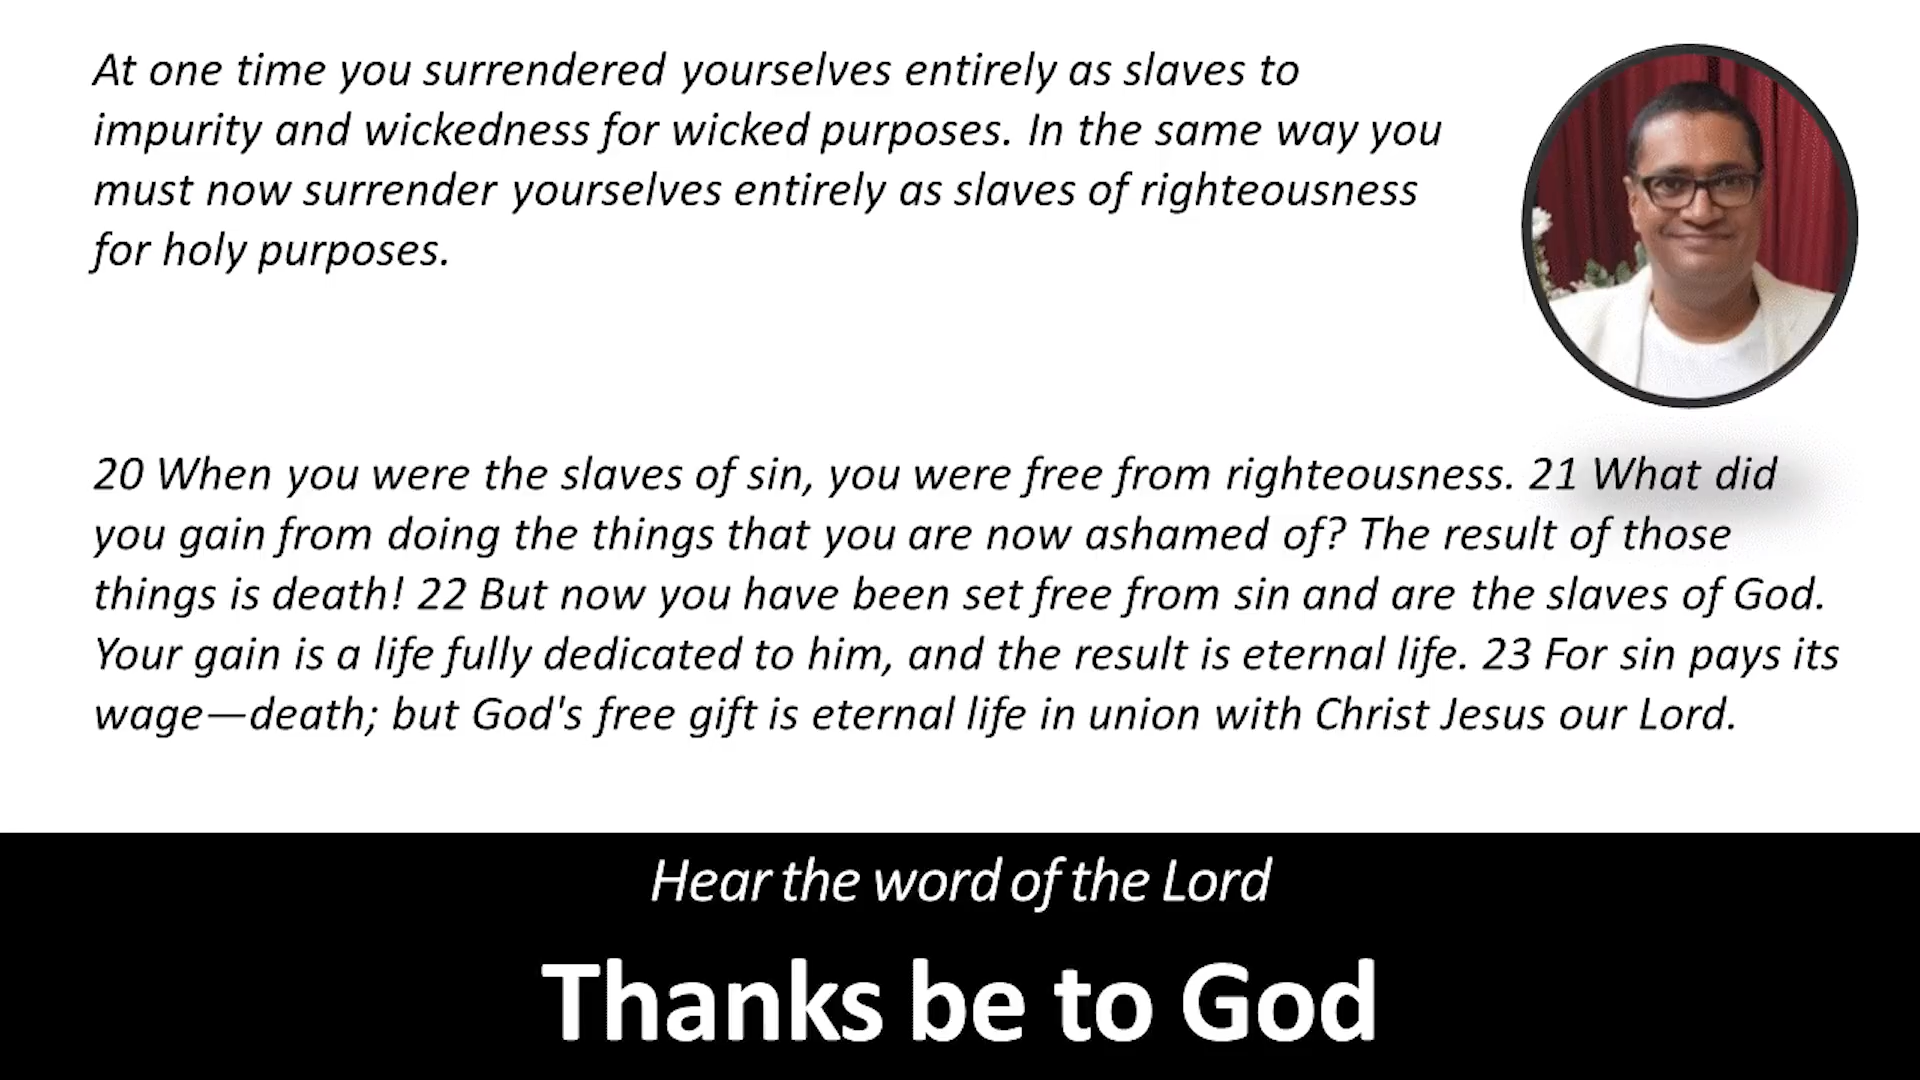 At one time you surrendered yourselves entirely as slaves to
impurity and wickedness for wicked purposes. In the same way you
must now surrender yourselves entirely as slaves of righteousness
for holy purposes.
20 When you were the slaves of sin, you were free from righteousness. 21 What did
you gain from doing the things that you are now ashamed of? The result of those
things is death! 22 But now you have been set free from sin and are the slaves of God.
Your gain is a life fully dedicated to him, and the result is eternal life. 23 For sin pays its
wage—death; but God's free gift is eternal life in union with Christ Jesus our Lord.
Hear the word of the Lord
Thanks be to God